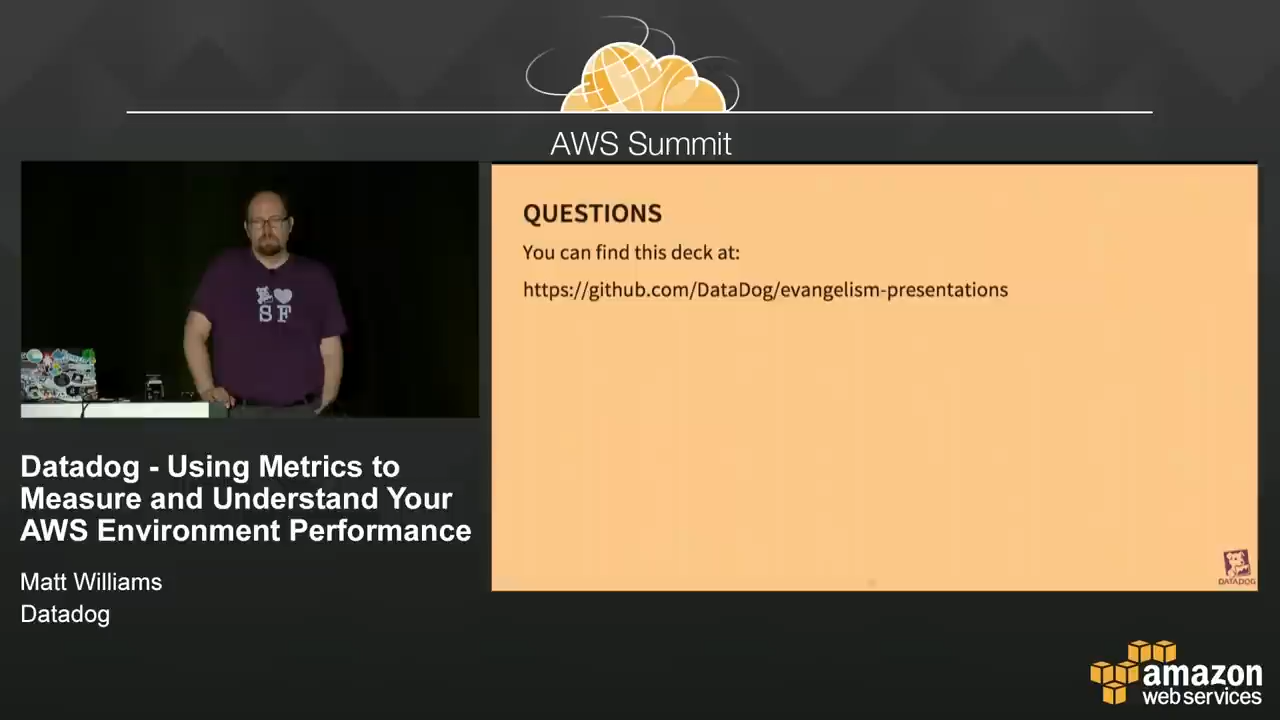 AWS Summit
QUESTIONS
You can find this deck at:
https://github.com/DataDog/evangelism-presentations
DATADOG
S F
Datadog - Using Metrics to
Measure and Understand Your
AWS Environment Performance
Matt Williams
Datadog
amazon
web services